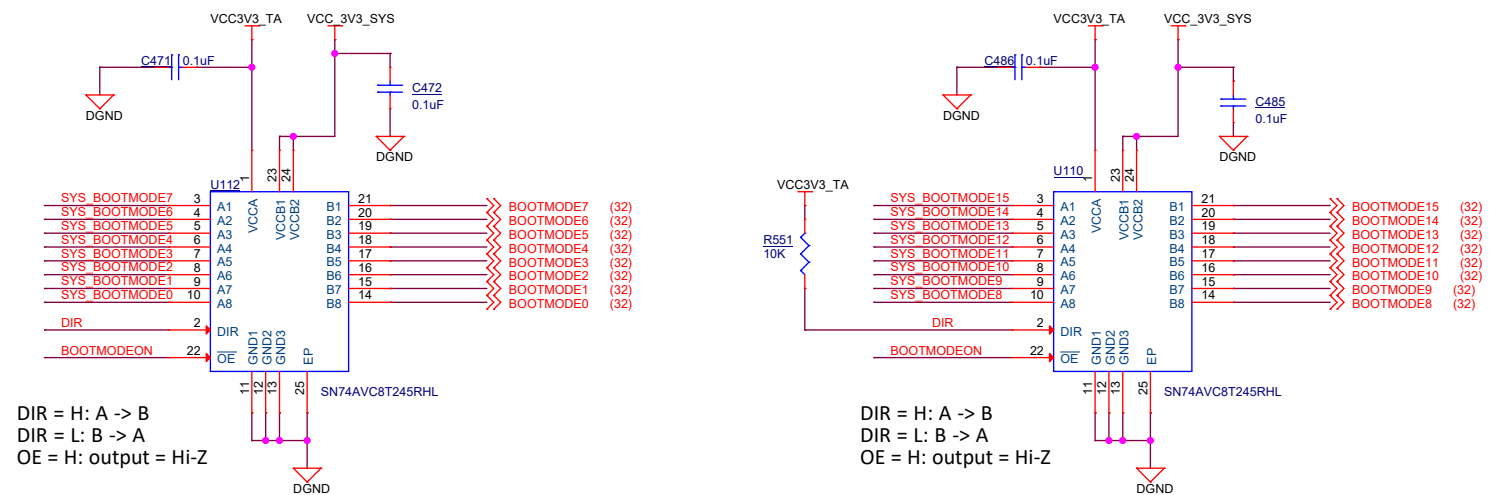 VCC3V3_TA
VCC_3V3_SYS
C471
0.1uF
C472
0.1uF
DGND
DGND
U112
1
23
24
VCCA
VCCB1
VCCB2
SYS_BOOTMODE7 3 A1 B1 21 BOOTMODE7 (32)
SYS_BOOTMODE6 4 A2 B2 20 BOOTMODE6 (32)
SYS_BOOTMODE5 5 A3 B3 19 BOOTMODE5 (32)
SYS_BOOTMODE4 6 A4 B4 18 BOOTMODE4 (32)
SYS_BOOTMODE3 7 A5 B5 17 BOOTMODE3 (32)
SYS_BOOTMODE2 8 A6 B6 16 BOOTMODE2 (32)
SYS_BOOTMODE1 9 A7 B7 15 BOOTMODE1 (32)
SYS_BOOTMODE0 10 A8 B8 14 BOOTMODE0 (32)
DIR 2 DIR
BOOTMODEON 22 OE
GND1
GND2
GND3
EP
11
12
13
25
SN74AVC8T245RHL
DIR = H: A -> B
DIR = L: B -> A
OE = H: output = Hi-Z
DGND
VCC3V3_TA
VCC_3V3_SYS
C486
0.1uF
C485
0.1uF
DGND
DGND
VCC3V3_TA
R551
10K
U110
1
23
24
VCCA
VCCB1
VCCB2
SYS_BOOTMODE15 3 A1 B1 21 BOOTMODE15 (32)
SYS_BOOTMODE14 4 A2 B2 20 BOOTMODE14 (32)
SYS_BOOTMODE13 5 A3 B3 19 BOOTMODE13 (32)
SYS_BOOTMODE12 6 A4 B4 18 BOOTMODE12 (32)
SYS_BOOTMODE11 7 A5 B5 17 BOOTMODE11 (32)
SYS_BOOTMODE10 8 A6 B6 16 BOOTMODE10 (32)
SYS_BOOTMODE9 9 A7 B7 15 BOOTMODE9 (32)
SYS_BOOTMODE8 10 A8 B8 14 BOOTMODE8 (32)
DIR 2 DIR
BOOTMODEON 22 OE
GND1
GND2
GND3
EP
11
12
13
25
SN74AVC8T245RHL
DIR = H: A -> B
DIR = L: B -> A
OE = H: output = Hi-Z
DGND